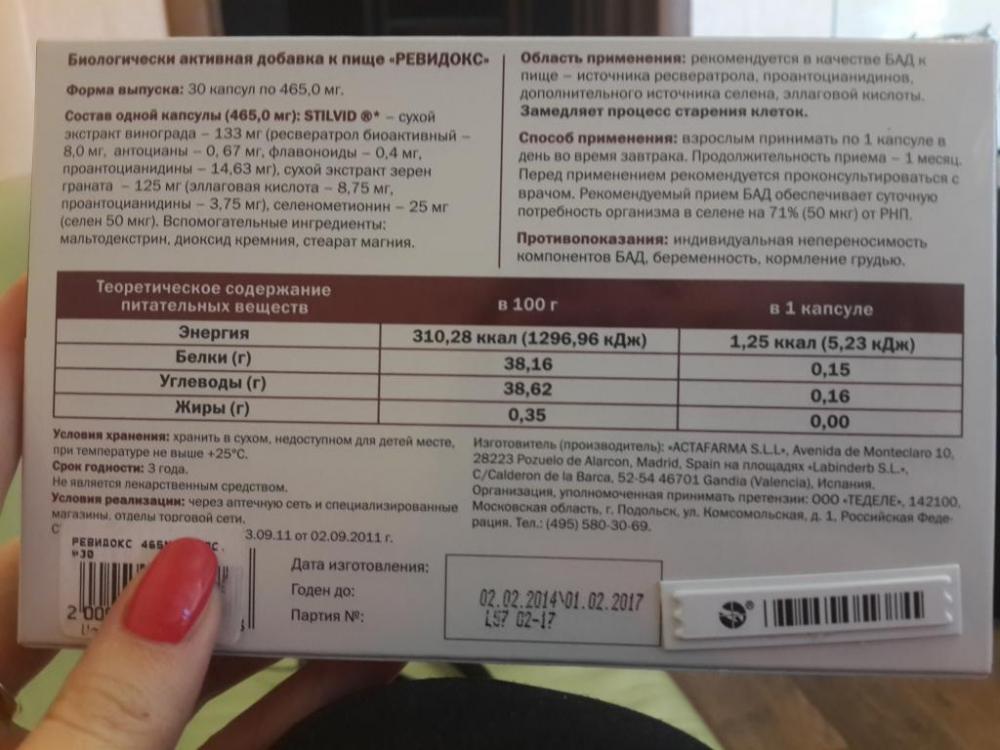 Биологически активная добавка к пище «РЕВИДОКС»
Форма выпуска: 30 капсул по 465,0 мг.
Состав одной капсулы (465,0 мг): STILVID ®* – сухой
экстракт винограда – 133 мг (ресвератрол биоактивный –
8,0 мг, антоцианы – 0, 67 мг, флавоноиды – 0,4 мг,
проантоцианидины – 14,63 мг), сухой экстракт зерен
граната – 125 мг (эллаговая кислота – 8,75 мг,
проантоцианидины – 3,75 мг), селенометионин – 25 мг
(селен 50 мкг). Вспомогательные ингредиенты:
мальтодекстрин, диоксид кремния, стеарат магния.
Область применения: рекомендуется в качестве БАД к
пище – источника ресвератрола, проантоцианидинов,
дополнительного источника селена, эллаговой кислоты.
Замедляет процесс старения клеток.
Способ применения: взрослым принимать по 1 капсуле в
день во время завтрака. Продолжительность приема – 1 месяц.
Перед применением рекомендуется проконсультироваться с
врачом. Рекомендуемый прием БАД обеспечивает суточную
потребность организма в селене на 71% (50 мкг) от РНП.
Противопоказания: индивидуальная непереносимость
компонентов БАД, беременность, кормление грудью.
Теоретическое содержание
питательных веществ
в 100 г
в 1 капсуле
Энергия
310,28 ккал (1296,96 кДж)
1,25 ккал (5,23 кДж)
Белки (г)
38,16
0,15
Углеводы (г)
38,62
0,16
Жиры (г)
0,35
0,00
Условия хранения: хранить в сухом, недоступном для детей месте,
при температуре не выше +25°С.
Срок годности: 3 года.
Не является лекарственным средством.
Условия реализации: через аптечную сеть и специализированные
магазины, отделы торговой сети.
3.09.11 от 02.09.2011 г.
Изготовитель (производитель): «ACTAFARMA S.L.L», Avenida de Monteclaro 10,
28223 Pozuelo de Alarcon, Madrid, Spain на площадях «Labinderb S.L.»,
C/Calderon de la Barca, 52-54 46701 Gandia (Valencia), Испания.
Организация, уполномоченная принимать претензии: ООО «ТЕДЕЛЕ», 142100,
Московская область, г. Подольск, ул. Комсомольская, д. 1, Российская Феде-
рация. Тел.: (495) 580-30-69.
РЕВИДОКС
№30
Дата изготовления:
Годен до:
Партия №:
02.02.2014\01.02.2017
L57 02-17